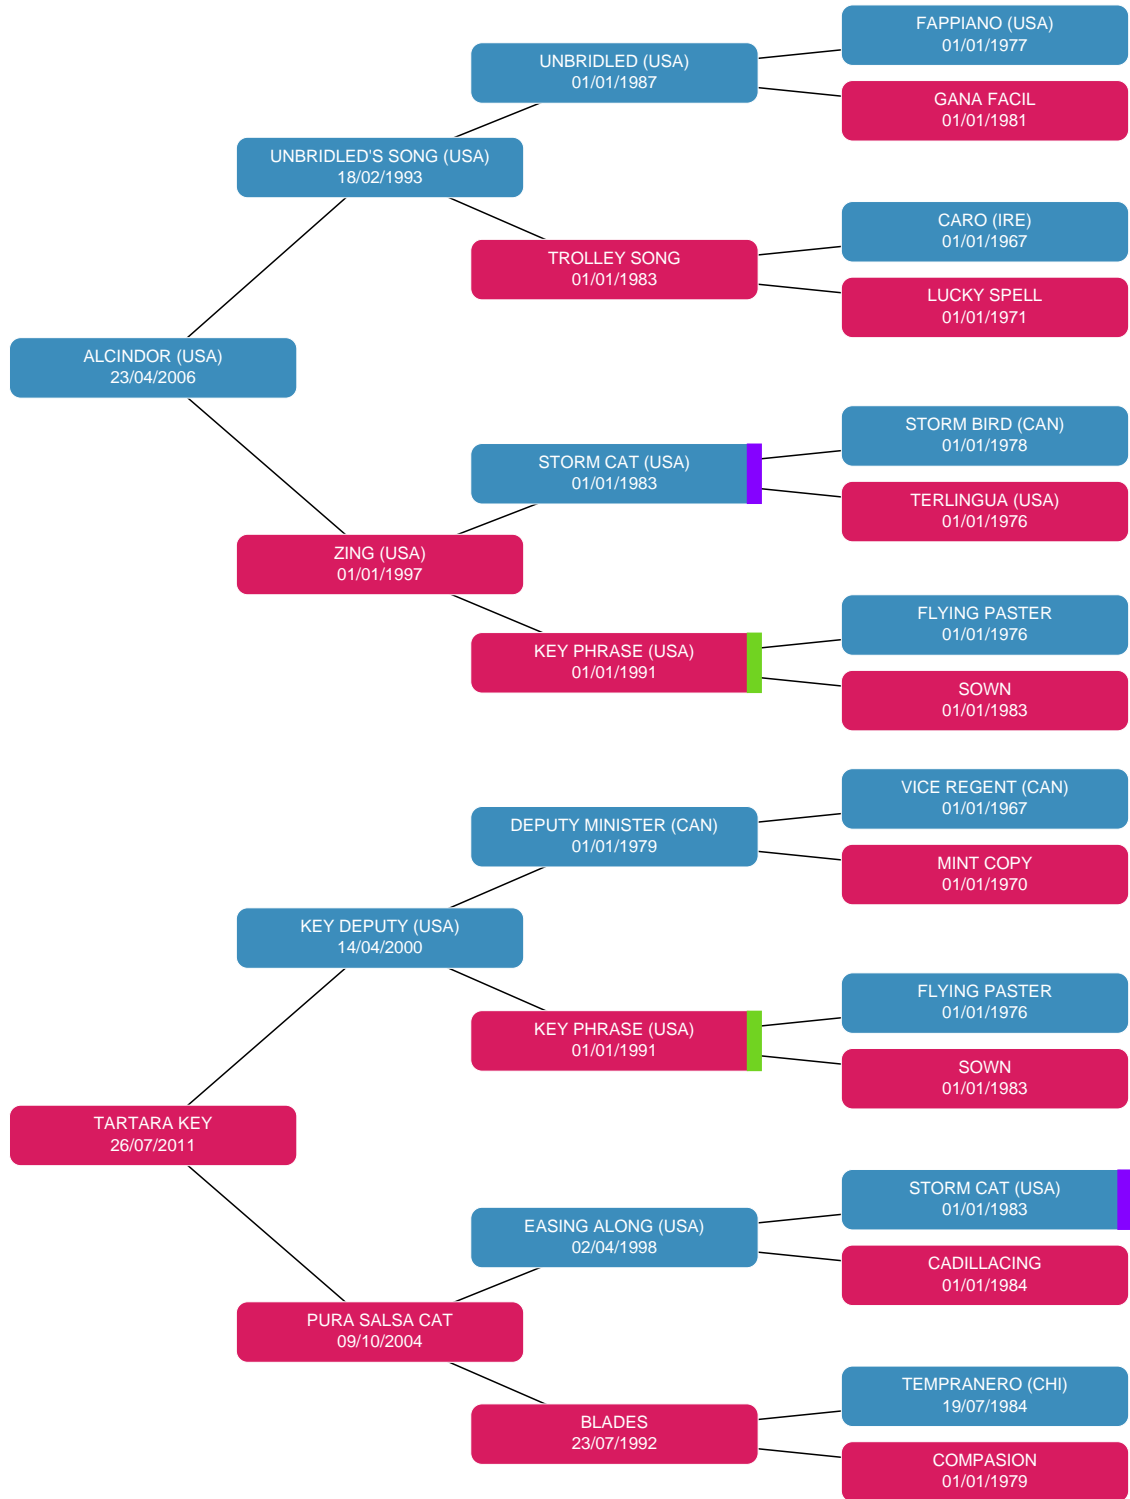 FAPPIANO (USA)
01/01/1977
UNBRIDLED (USA)
01/01/1987
GANA FACIL
01/01/1981
UNBRIDLED'S SONG (USA)
18/02/1993
CARO (IRE)
01/01/1967
TROLLEY SONG
01/01/1983
LUCKY SPELL
01/01/1971
ALCINDOR (USA)
23/04/2006
STORM BIRD (CAN)
01/01/1978
STORM CAT (USA)
01/01/1983
TERLINGUA (USA)
01/01/1976
ZING (USA)
01/01/1997
FLYING PASTER
01/01/1976
KEY PHRASE (USA)
01/01/1991
SOWN
01/01/1983
VICE REGENT (CAN)
01/01/1967
DEPUTY MINISTER (CAN)
01/01/1979
MINT COPY
01/01/1970
KEY DEPUTY (USA)
14/04/2000
FLYING PASTER
01/01/1976
KEY PHRASE (USA)
01/01/1991
SOWN
01/01/1983
TARTARA KEY
26/07/2011
STORM CAT (USA)
01/01/1983
EASING ALONG (USA)
02/04/1998
CADILLACING
01/01/1984
PURA SALSA CAT
09/10/2004
TEMPRANERO (CHI)
19/07/1984
BLADES
23/07/1992
COMPASION
01/01/1979